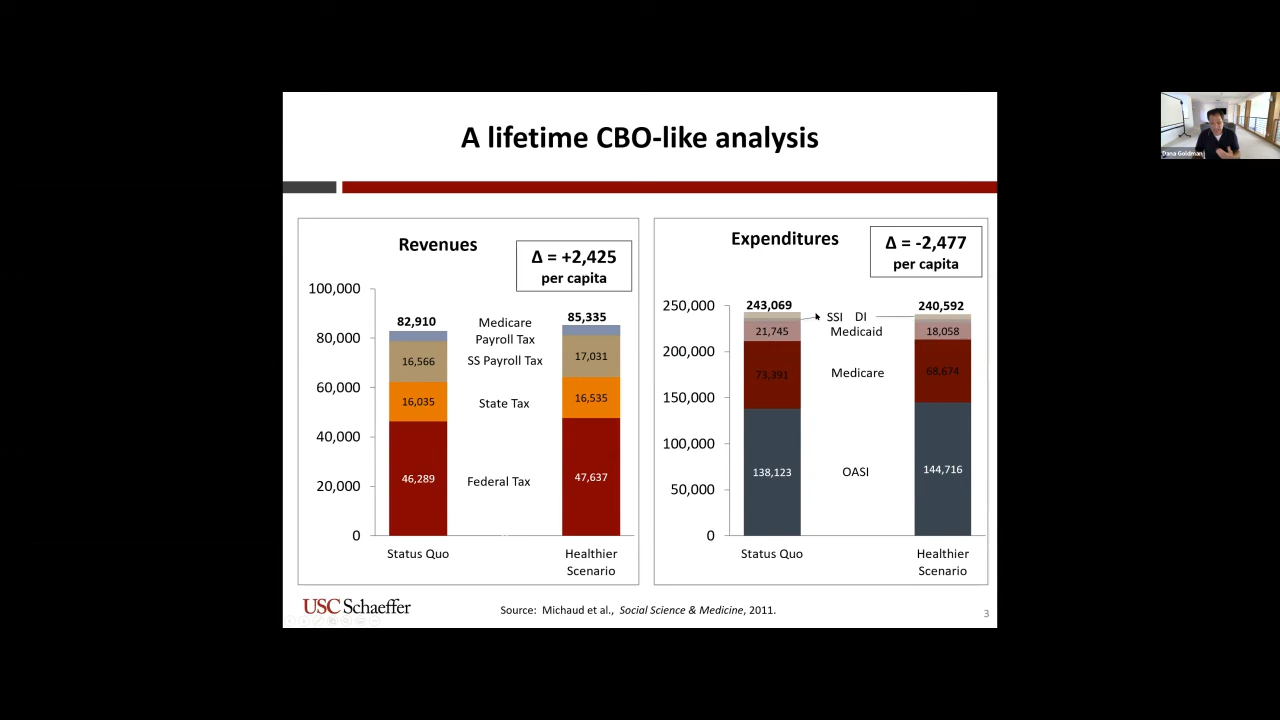 A lifetime CBO-like analysis
Revenues
Δ = +2,425
per capita
100,000
80,000
60,000
40,000
20,000
0
82,910
16,566
16,035
46,289
Medicare
Payroll Tax
SS Payroll Tax
State Tax
Federal Tax
85,335
17,031
16,535
47,637
Status Quo
Healthier
Scenario
Expenditures
Δ = -2,477
per capita
250,000
200,000
150,000
100,000
50,000
0
243,069
21,745
73,391
138,123
SSI DI
Medicaid
Medicare
OASI
240,592
18,058
68,674
144,716
Status Quo
Healthier
Scenario
USC Schaeffer
Source: Michaud et al., Social Science & Medicine, 2011.
3
Dana Goldman